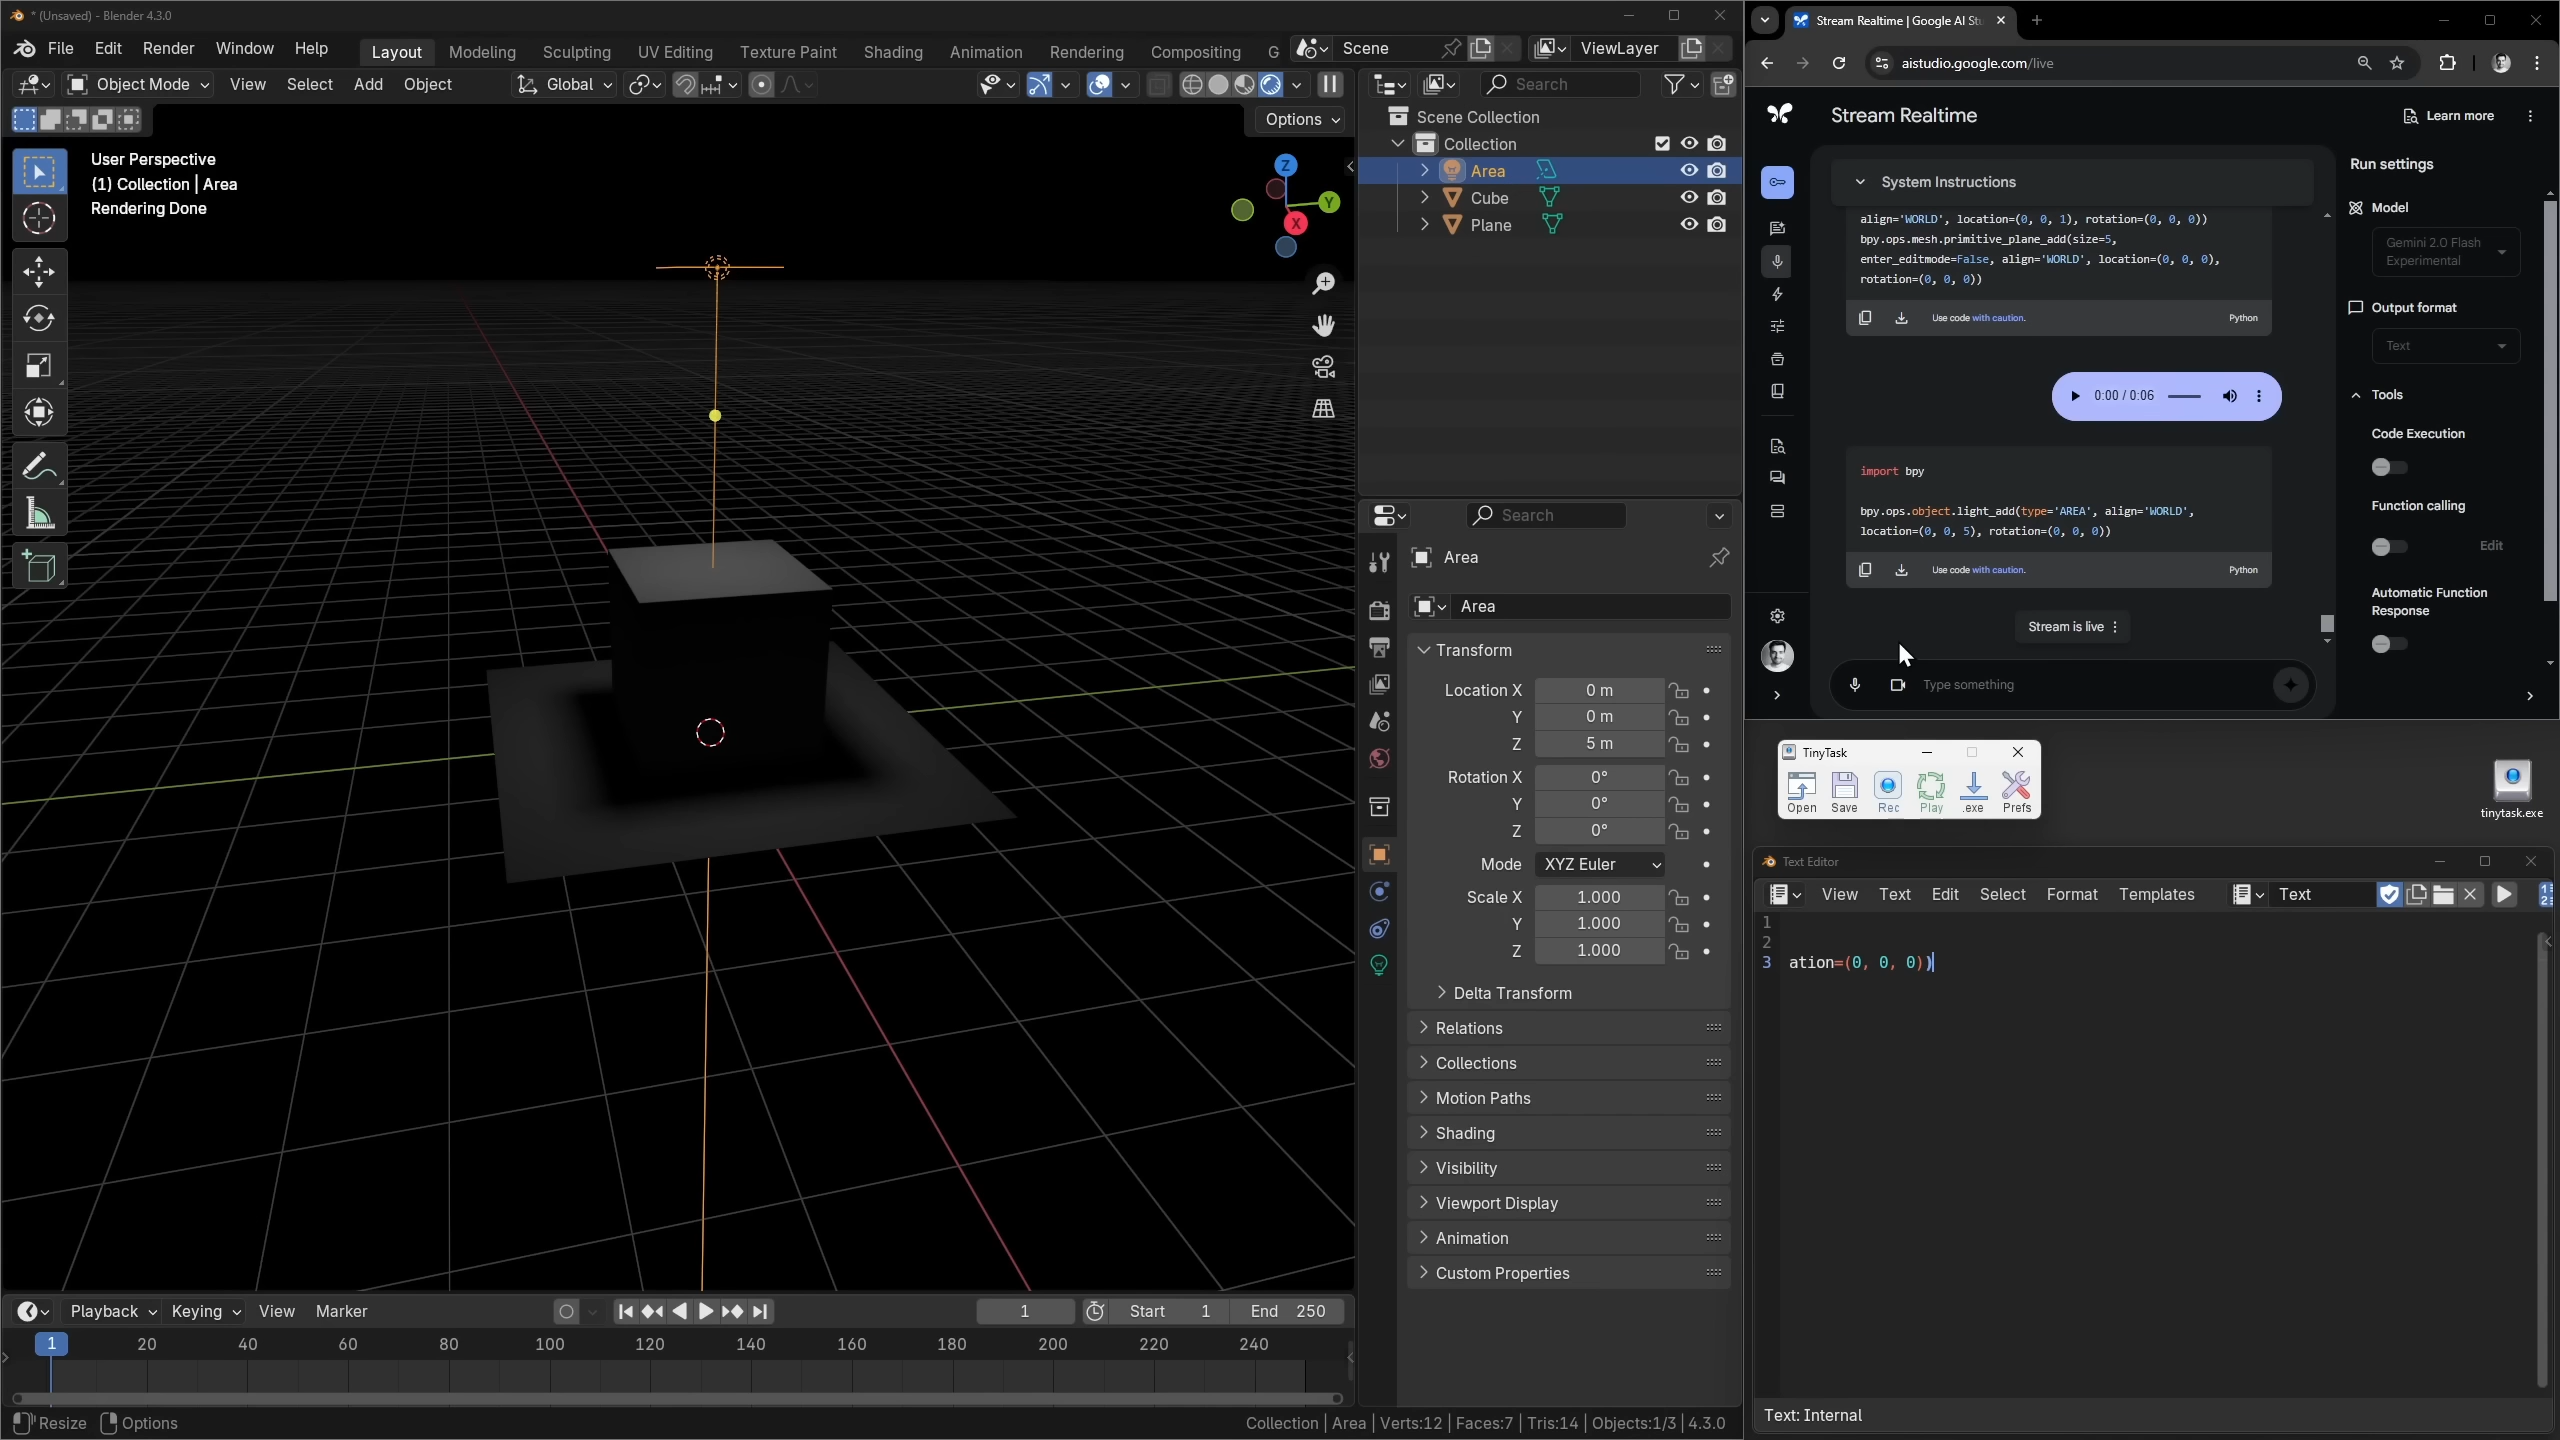 * (Unsaved) - Blender 4.3.0
File Edit Render Window Help
Layout Modeling Sculpting UV Editing Texture Paint Shading Animation Rendering Compositing G
Scene
ViewLayer
Object Mode View Select Add Object
Global
Search
Options
User Perspective
(1) Collection | Area
Rendering Done
Z
Y
X
Scene Collection
Collection
Area
Cube
Plane
Search
Area
Area
Transform
Location X 0 m
Y 0 m
Z 5 m
Rotation X 0°
Y 0°
Z 0°
Mode XYZ Euler
Scale X 1.000
Y 1.000
Z 1.000
Delta Transform
Relations
Collections
Motion Paths
Shading
Visibility
Viewport Display
Animation
Custom Properties
Playback Keying View Marker
1
Start 1
End 250
1 20 40 60 80 100 120 140 160 180 200 220 240
Resize Options
Collection | Area | Verts:12 | Faces:7 | Tris:14 | Objects:1/3 | 4.3.0
Stream Realtime | Google AI Stu
aistudio.google.com/live
Stream Realtime
Learn more
System Instructions
align='WORLD', location=(0, 0, 1), rotation=(0, 0, 0))
bpy.ops.mesh.primitive_plane_add(size=5,
enter_editmode=False, align='WORLD', location=(0, 0, 0),
rotation=(0, 0, 0))
Use code with caution.
Python
0:00 / 0:06
import bpy
bpy.ops.object.light_add(type='AREA', align='WORLD',
location=(0, 0, 5), rotation=(0, 0, 0))
Use code with caution.
Python
Stream is live
Type something
Run settings
Model
Gemini 2.0 Flash
Experimental
Output format
Text
Tools
Code Execution
Function calling
Edit
Automatic Function
Response
TinyTask
Open Save Rec Play .exe Prefs
tinytask.exe
Text Editor
View Text Edit Select Format Templates
Text
1
2
3 ation=(0, 0, 0))
Text: Internal